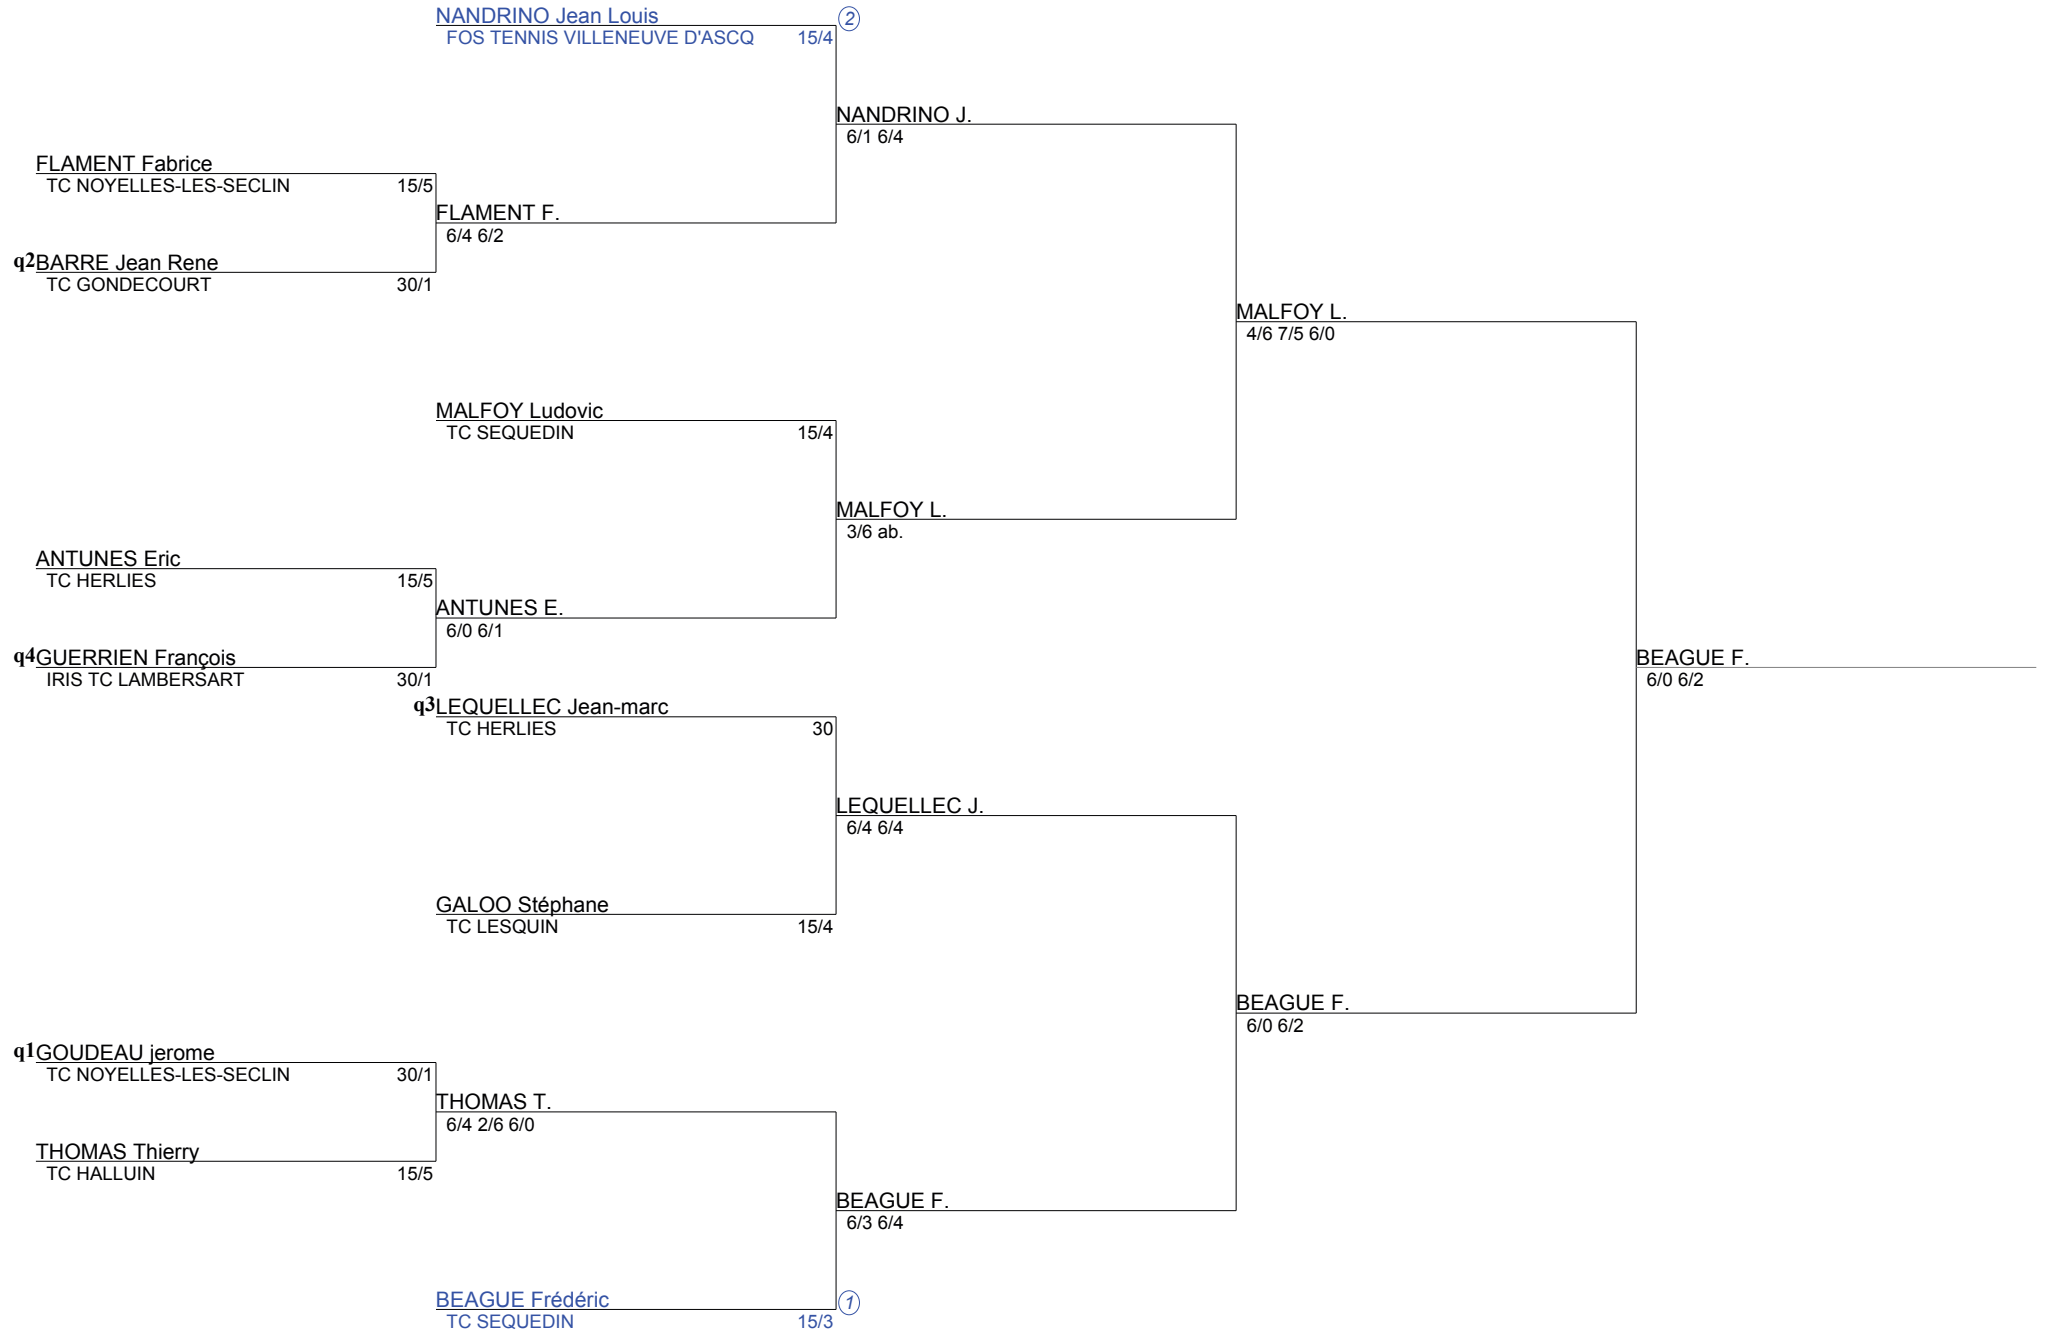 NANDRINO Jean Louis 2
FOS TENNIS VILLENEUVE D'ASCQ 15/4
NANDRINO J.
6/1 6/4
FLAMENT Fabrice
TC NOYELLES-LES-SECLIN 15/5
FLAMENT F.
6/4 6/2
q2 BARRE Jean Rene
TC GONDECOURT 30/1
MALFOY L.
4/6 7/5 6/0
MALFOY Ludovic
TC SEQUEDIN 15/4
MALFOY L.
3/6 ab.
ANTUNES Eric
TC HERLIES 15/5
ANTUNES E.
6/0 6/1
q4 GUERRIEN François
IRIS TC LAMBERSART 30/1
BEAGUE F.
6/0 6/2
q3 LEQUELLEC Jean-marc
TC HERLIES 30
LEQUELLEC J.
6/4 6/4
GALOO Stéphane
TC LESQUIN 15/4
BEAGUE F.
6/0 6/2
q1 GOUDEAU jerome
TC NOYELLES-LES-SECLIN 30/1
THOMAS T.
6/4 2/6 6/0
THOMAS Thierry
TC HALLUIN 15/5
BEAGUE F.
6/3 6/4
BEAGUE Frédéric 1
TC SEQUEDIN 15/3